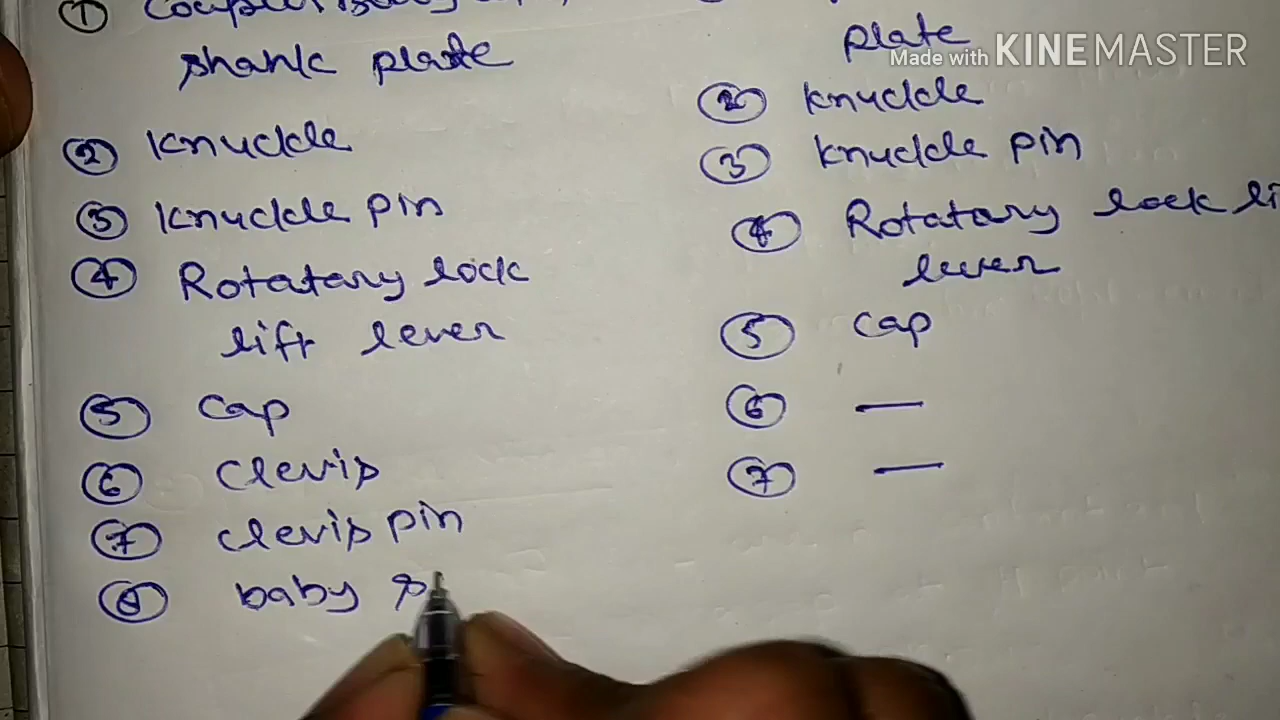 ①
shank plate
② Knuckle
③ Knuckle pin
④ Rotatary lock
lift lever
⑤ cap
⑥ Clevis
⑦ clevis pin
⑧ baby
plate
② Knuckle
③ Knuckle pin
④ Rotatary lock
lever
⑤ cap
⑥ —
⑦ —
Made with KINEMASTER